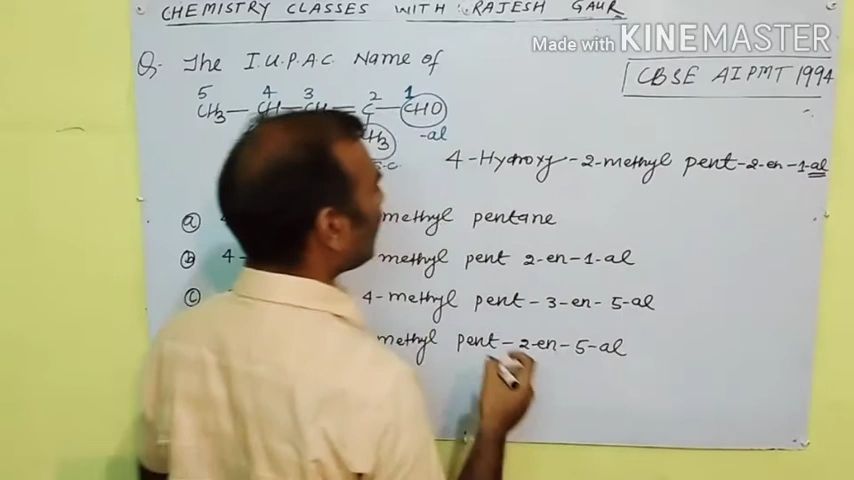 CHEMISTRY CLASSES WITH RAJESH GAUR
Made with KINEMASTER
Q. The I.U.P.A.C. Name of
CBSE AIPMT 1994
5 4 3 2 1
CH3 — CH — CH = C — CHO
H3 -al
4-Hydroxy-2-methyl pent-2-en-1-al
(a) methyl pentane
(b) 4- methyl pent 2-en-1-al
(c) 4-methyl pent-3-en-5-al
methyl pent-2-en-5-al